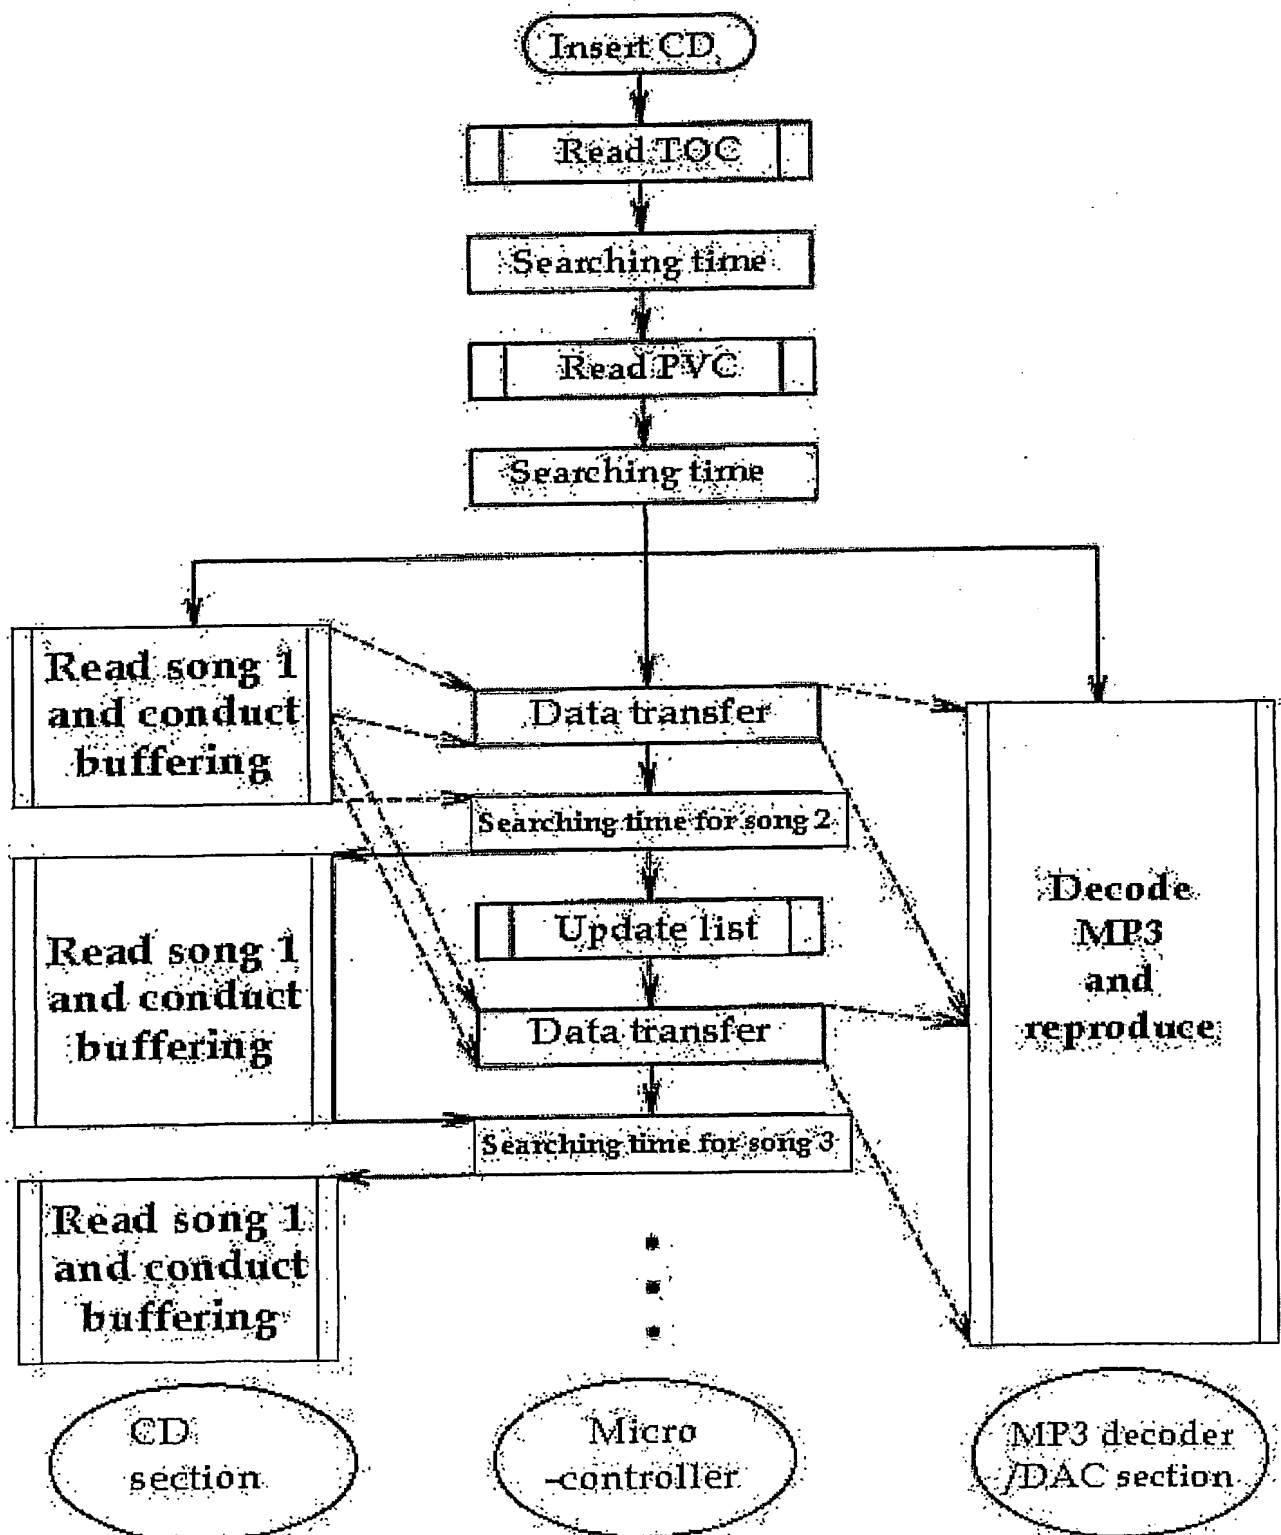 Insert CD
Read TOC
Searching time
Read PVC
Searching time
Read song 1
and conduct
buffering
Data transfer
Searching time for song 2
Read song 1
and conduct
buffering
Update list
Data transfer
Searching time for song 3
Read song 1
and conduct
buffering
Decode
MP3
and
reproduce
CD
section
Micro
-controller
MP3 decoder
/DAC section